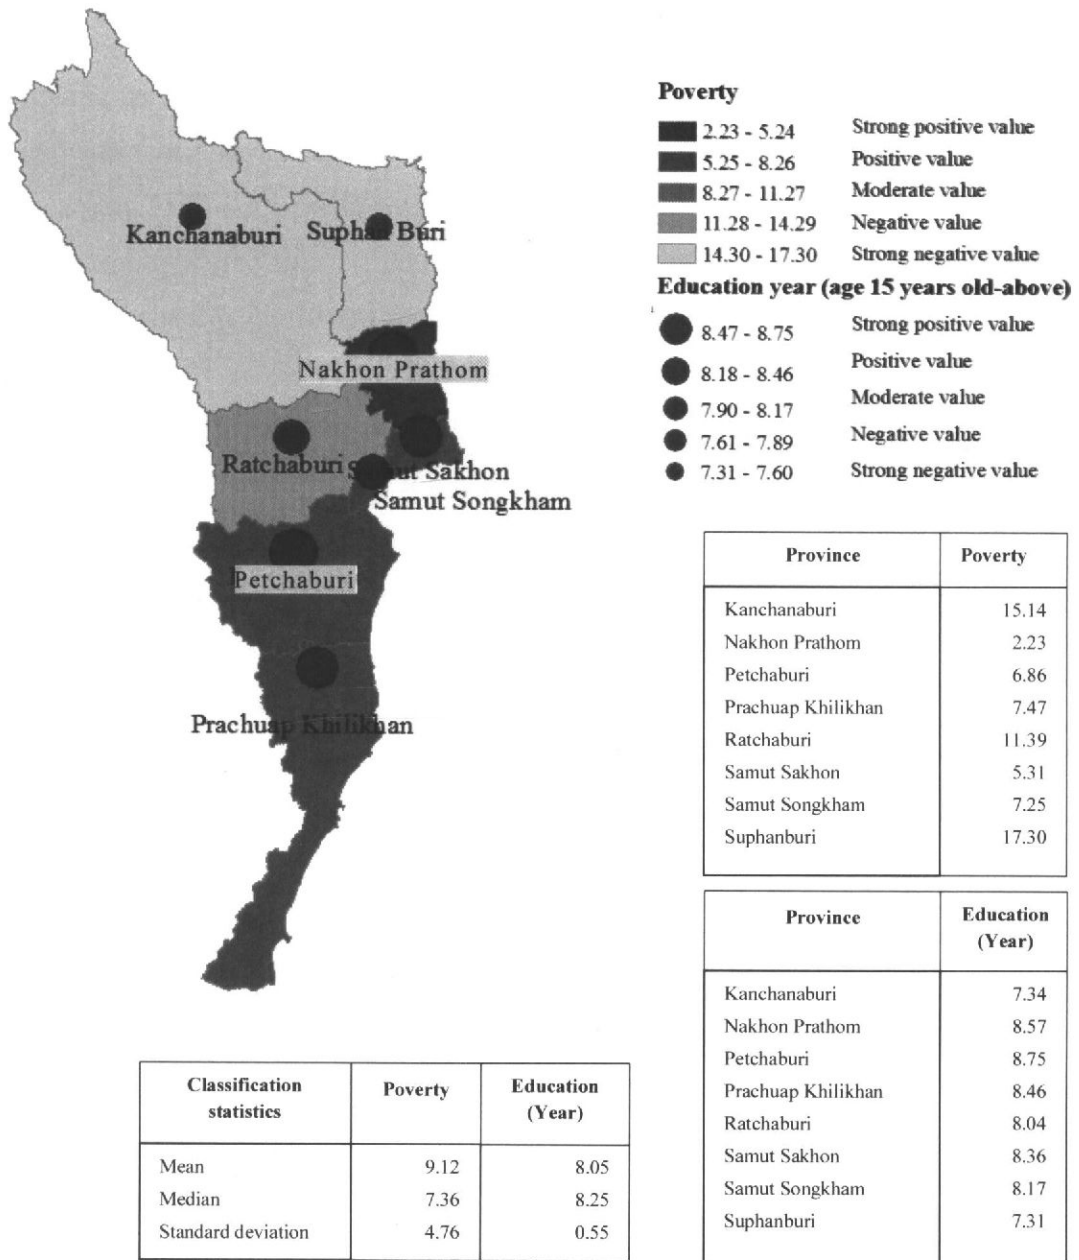 Poverty
2.23 - 5.24 Strong positive value
5.25 - 8.26 Positive value
8.27 - 11.27 Moderate value
11.28 - 14.29 Negative value
14.30 - 17.30 Strong negative value
Education year (age 15 years old-above)
8.47 - 8.75 Strong positive value
8.18 - 8.46 Positive value
7.90 - 8.17 Moderate value
7.61 - 7.89 Negative value
7.31 - 7.60 Strong negative value
Kanchanaburi
Suphan Buri
Nakhon Prathom
Ratchaburi
Samut Sakhon
Samut Songkham
Petchaburi
Prachuap Khilikhan
Province Poverty
Kanchanaburi 15.14
Nakhon Prathom 2.23
Petchaburi 6.86
Prachuap Khilikhan 7.47
Ratchaburi 11.39
Samut Sakhon 5.31
Samut Songkham 7.25
Suphanburi 17.30
Province Education
(Year)
Kanchanaburi 7.34
Nakhon Prathom 8.57
Petchaburi 8.75
Prachuap Khilikhan 8.46
Ratchaburi 8.04
Samut Sakhon 8.36
Samut Songkham 8.17
Suphanburi 7.31
Classification Poverty Education
statistics (Year)
Mean 9.12 8.05
Median 7.36 8.25
Standard deviation 4.76 0.55